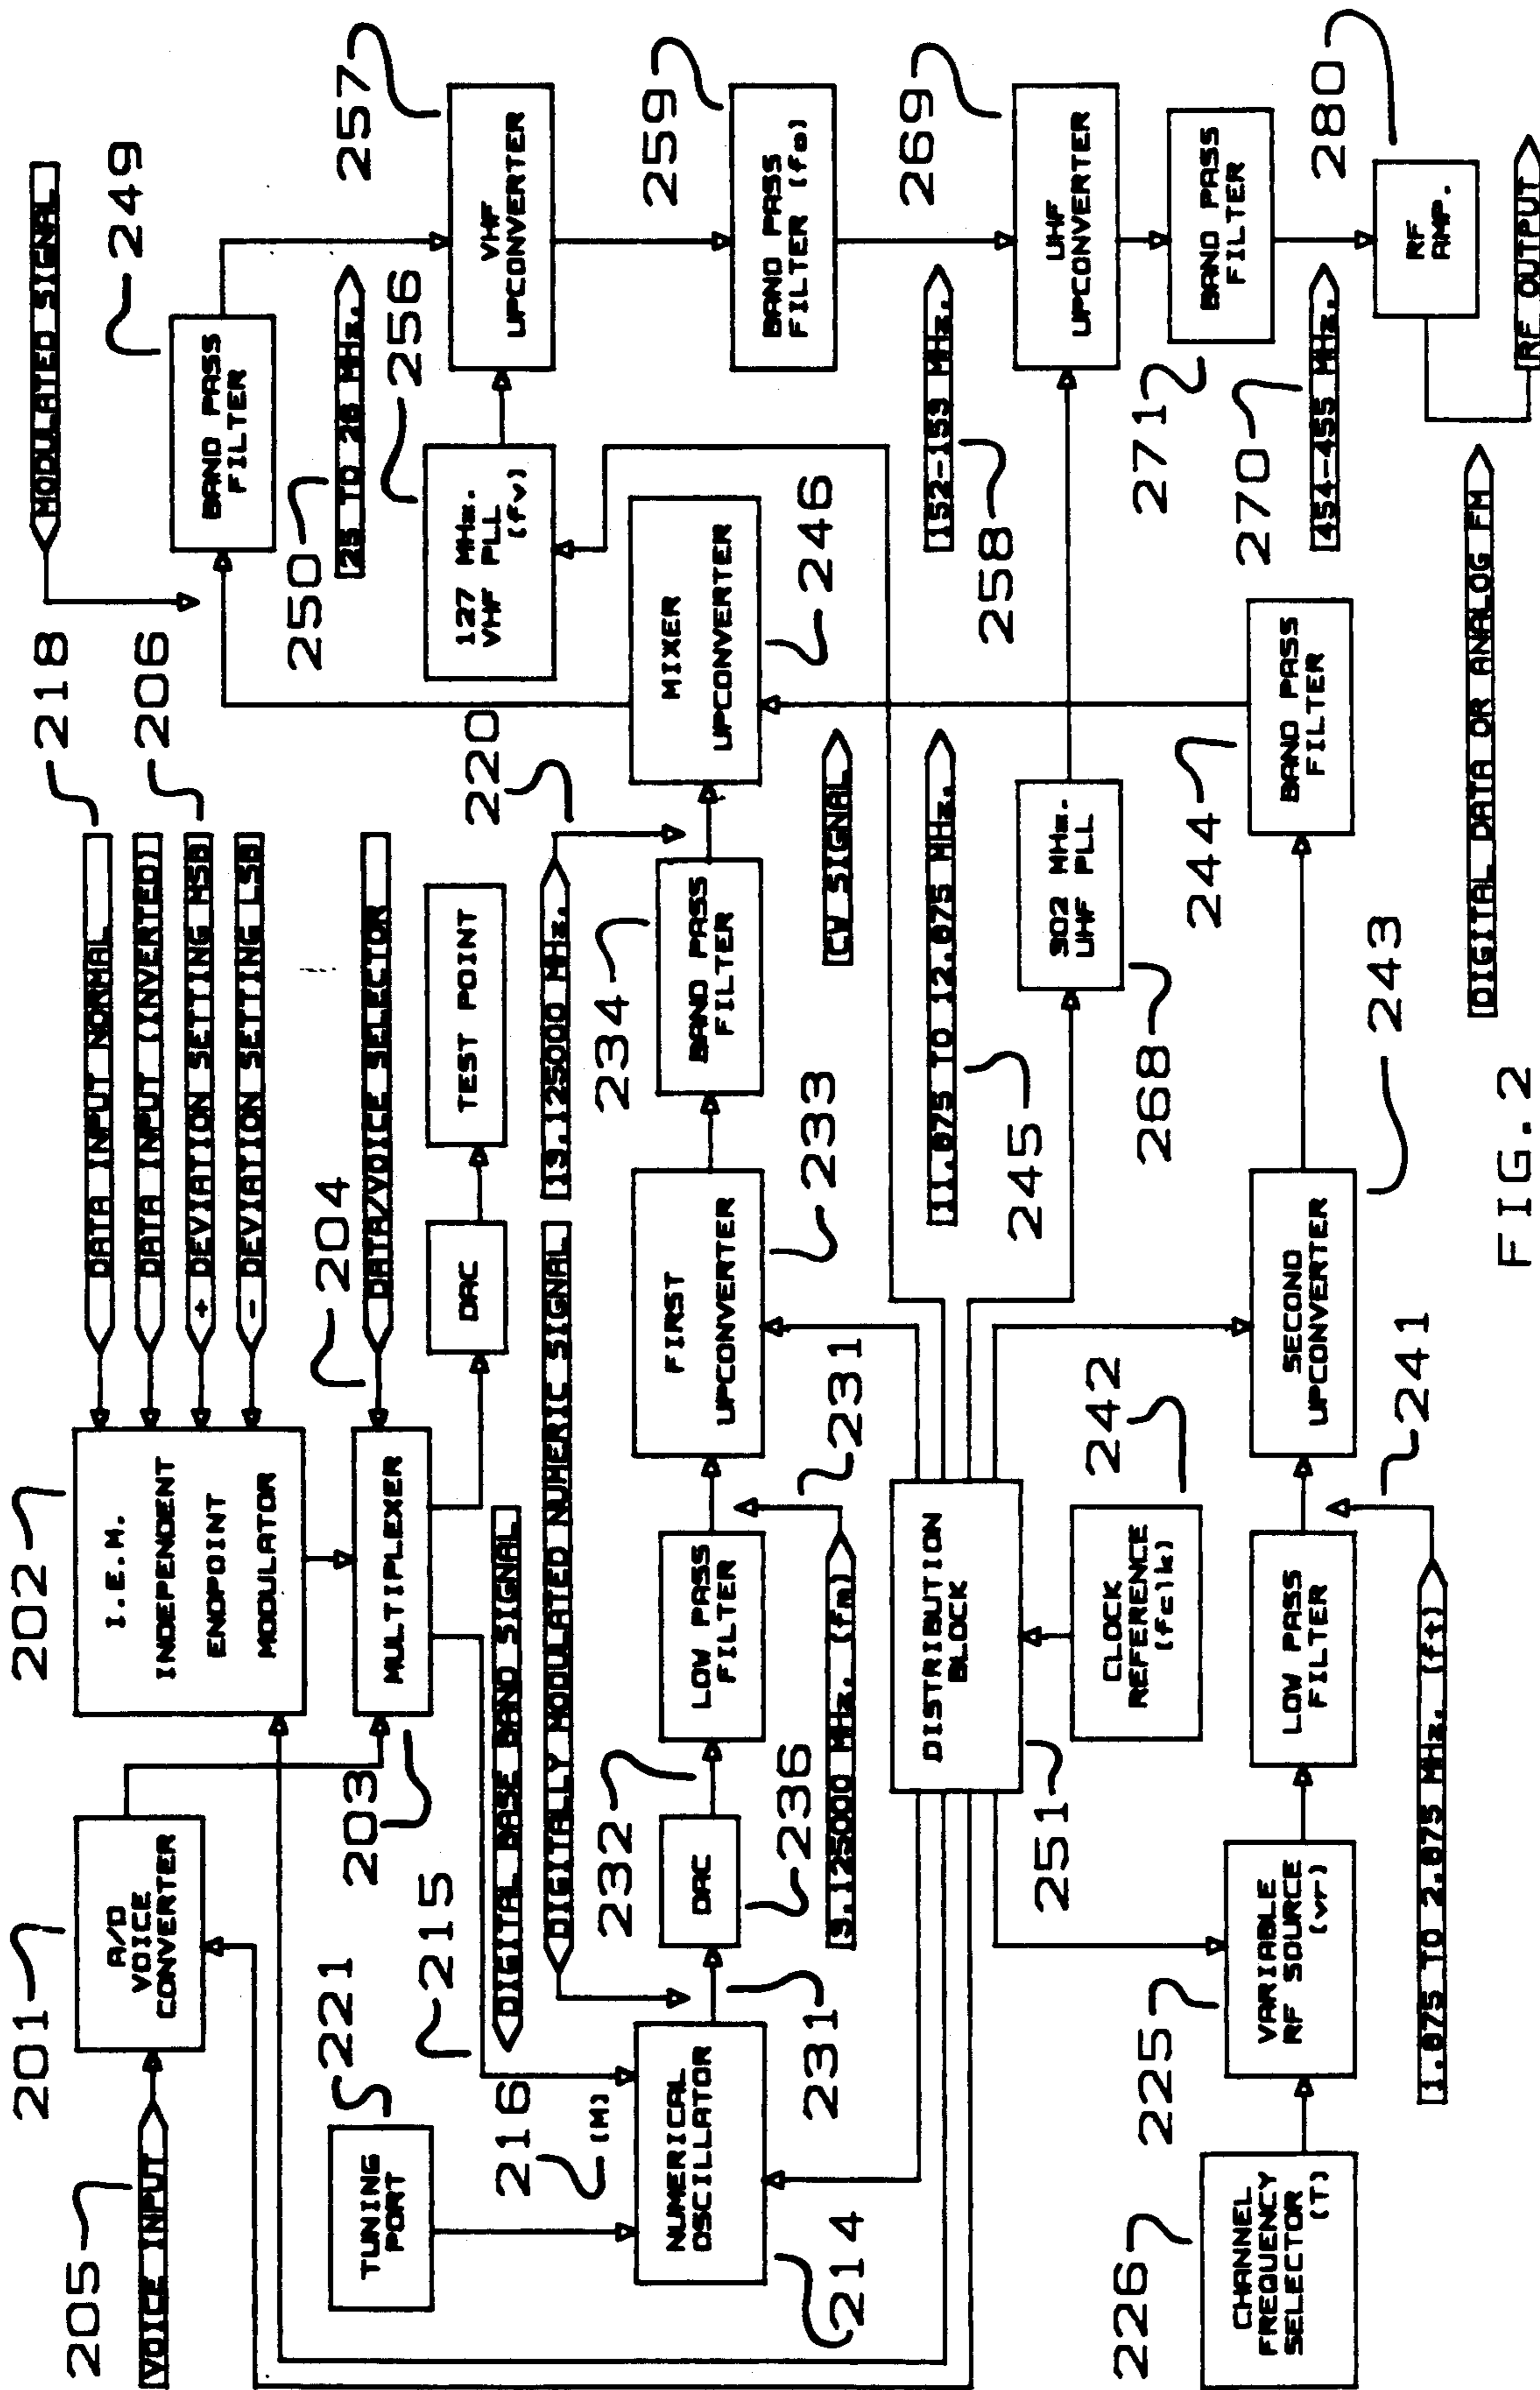 205
VOICE INPUT
201
A/D
VOICE
CONVERTER
202
I.E.M.
INDEPENDENT
ENDPOINT
MODULATOR
DATA INPUT NORMAL
218
DATA INPUT (INVERTED)
+ DEVIATION SETTING MSB
206
- DEVIATION SETTING LSB
MODULATED SIGNAL
249
BAND PASS
FILTER
203
MULTIPLEXER
204
DATA/VOICE SELECTOR
250
25 TO 26 MHz.
257
VHF
UPCONVERTER
221
TUNING
PORT
215
DAC
TEST POINT
220
256
127 MHz.
VHF PLL
(fv)
DIGITAL BASE BAND SIGNAL
DIGITALLY MODULATED NUMERIC SIGNAL
19.125000 MHz.
216
(M)
214
NUMERICAL
OSCILLATOR
231
232
DAC
236
LOW PASS
FILTER
231
FIRST
UPCONVERTER
233
234
BAND PASS
FILTER
MIXER
UPCONVERTER
246
259
BAND PASS
FILTER (fo)
9.125000 MHz. (fm)
CW SIGNAL
11.875 TO 12.875 MHz.
245
152-153 MHz.
258
269
UHF
UPCONVERTER
DISTRIBUTION
BLOCK
251
242
CLOCK
REFERENCE
(fclk)
302 MHz.
UHF PLL
268
271
BAND PASS
FILTER
226
CHANNEL
FREQUENCY
SELECTOR
(T)
225
VARIABLE
RF SOURCE
(vr)
LOW PASS
FILTER
241
SECOND
UPCONVERTER
243
244
BAND PASS
FILTER
270
454-455 MHz.
280
RF
AMP.
1.875 TO 2.875 MHz. (ft)
DIGITAL DATA OR ANALOG FM
RF OUTPUT
FIG. 2